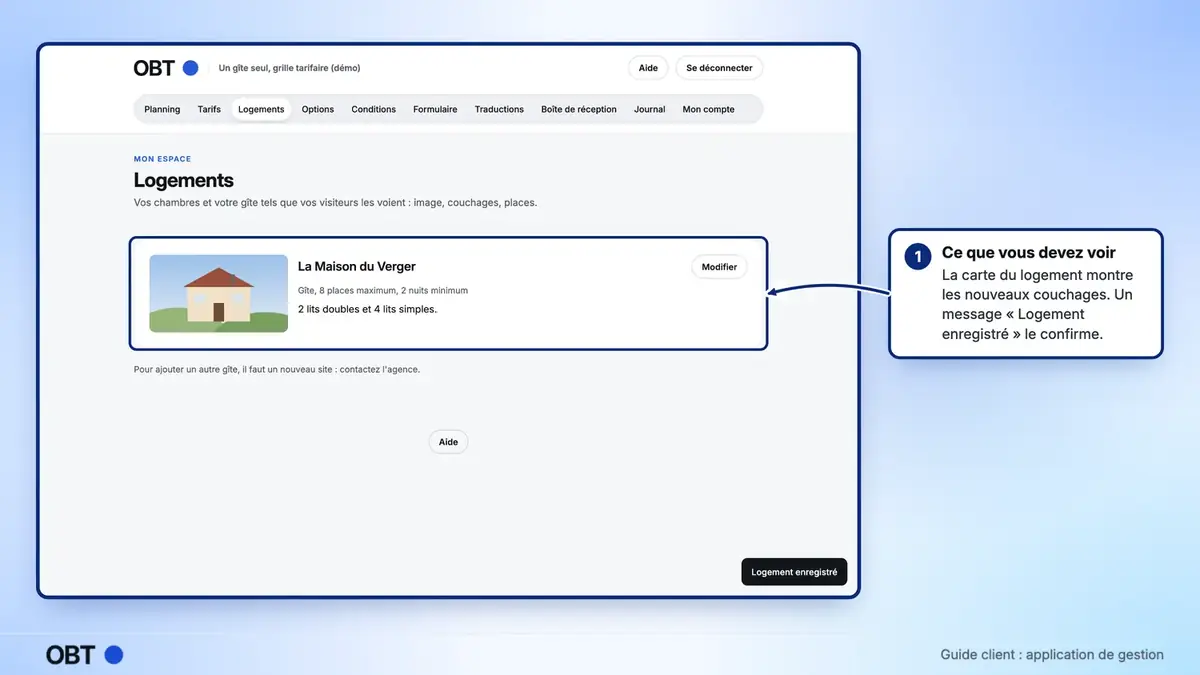 OBT
Un gîte seul, grille tarifaire (démo)
Aide
Se déconnecter
Planning
Tarifs
Logements
Options
Conditions
Formulaire
Traductions
Boîte de réception
Journal
Mon compte
MON ESPACE
Logements
Vos chambres et votre gîte tels que vos visiteurs les voient : image, couchages, places.
La Maison du Verger
Gîte, 8 places maximum, 2 nuits minimum
2 lits doubles et 4 lits simples.
Modifier
Pour ajouter un autre gîte, il faut un nouveau site : contactez l'agence.
Aide
Logement enregistré
1
Ce que vous devez voir
La carte du logement montre
les nouveaux couchages. Un
message « Logement
enregistré » le confirme.
OBT
Guide client : application de gestion